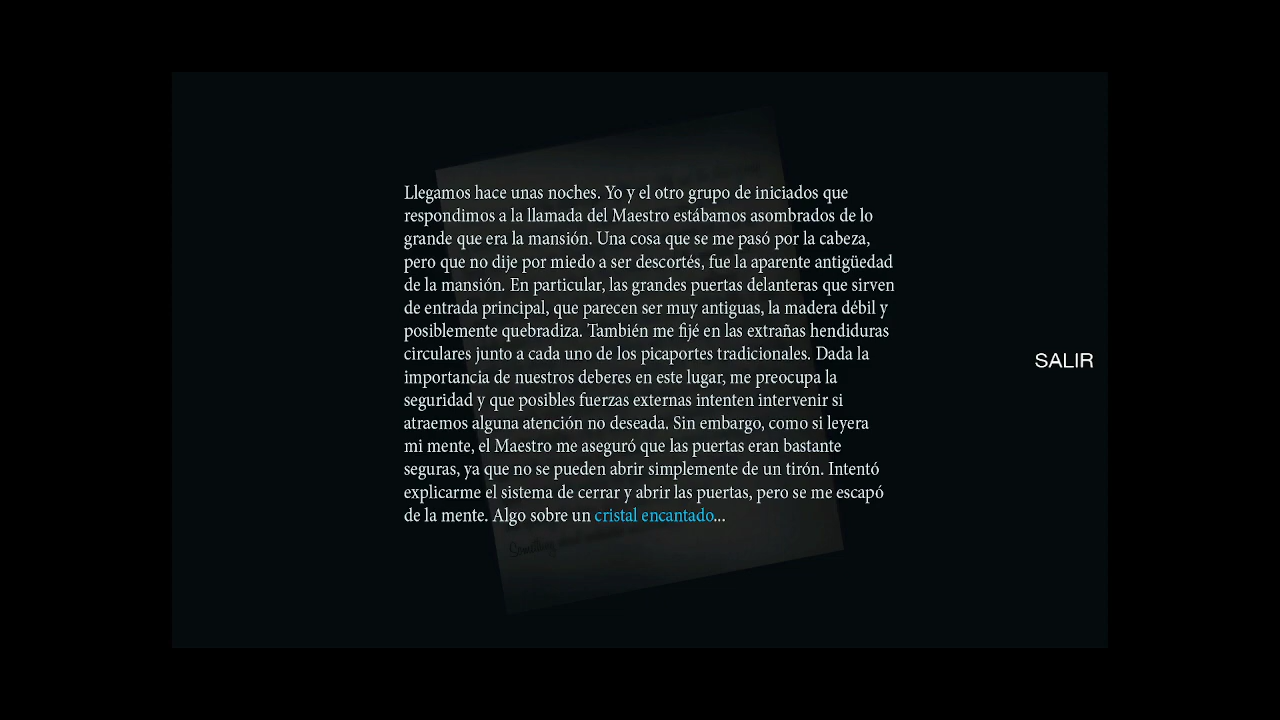 Llegamos hace unas noches. Yo y el otro grupo de iniciados que
respondimos a la llamada del Maestro estábamos asombrados de lo
grande que era la mansión. Una cosa que se me pasó por la cabeza,
pero que no dije por miedo a ser descortés, fue la aparente antigüedad
de la mansión. En particular, las grandes puertas delanteras que sirven
de entrada principal, que parecen ser muy antiguas, la madera débil y
posiblemente quebradiza. También me fijé en las extrañas hendiduras
circulares junto a cada uno de los picaportes tradicionales. Dada la
importancia de nuestros deberes en este lugar, me preocupa la
seguridad y que posibles fuerzas externas intenten intervenir si
atraemos alguna atención no deseada. Sin embargo, como si leyera
mi mente, el Maestro me aseguró que las puertas eran bastante
seguras, ya que no se pueden abrir simplemente de un tirón. Intentó
explicarme el sistema de cerrar y abrir las puertas, pero se me escapó
de la mente. Algo sobre un cristal encantado...
Something
SALIR